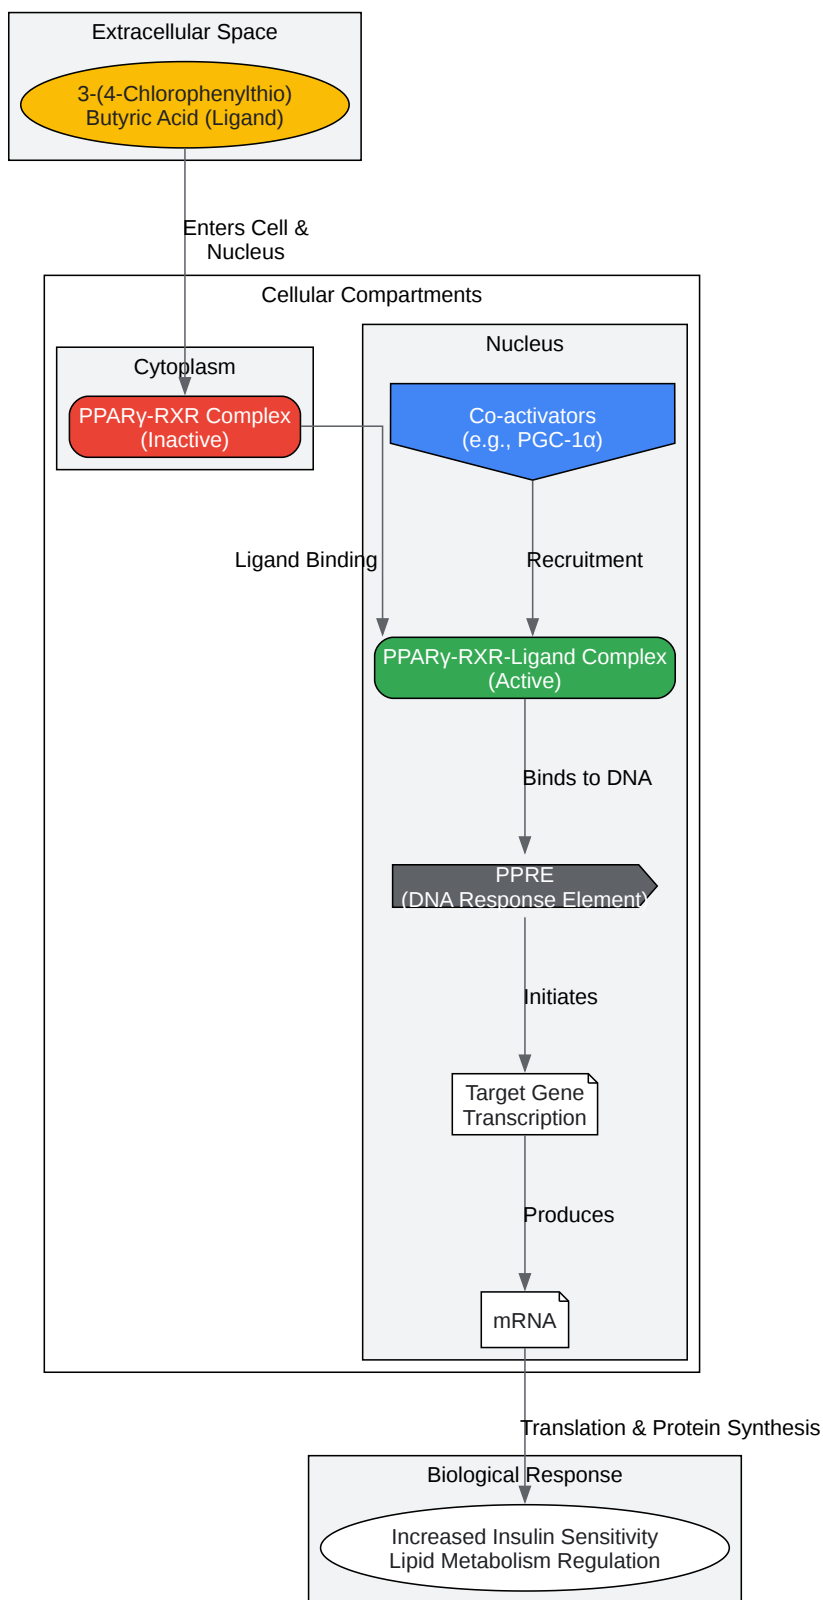 Extracellular Space
3-(4-Chlorophenylthio)
Butyric Acid (Ligand)
Enters Cell &
Nucleus
Cellular Compartments
Nucleus
Cytoplasm
PPARγ-RXR Complex
(Inactive)
Co-activators
(e.g., PGC-1α)
Ligand Binding
Recruitment
PPARγ-RXR-Ligand Complex
(Active)
Binds to DNA
PPRE
(DNA Response Element)
Initiates
Target Gene
Transcription
Produces
mRNA
Translation & Protein Synthesis
Biological Response
Increased Insulin Sensitivity
Lipid Metabolism Regulation